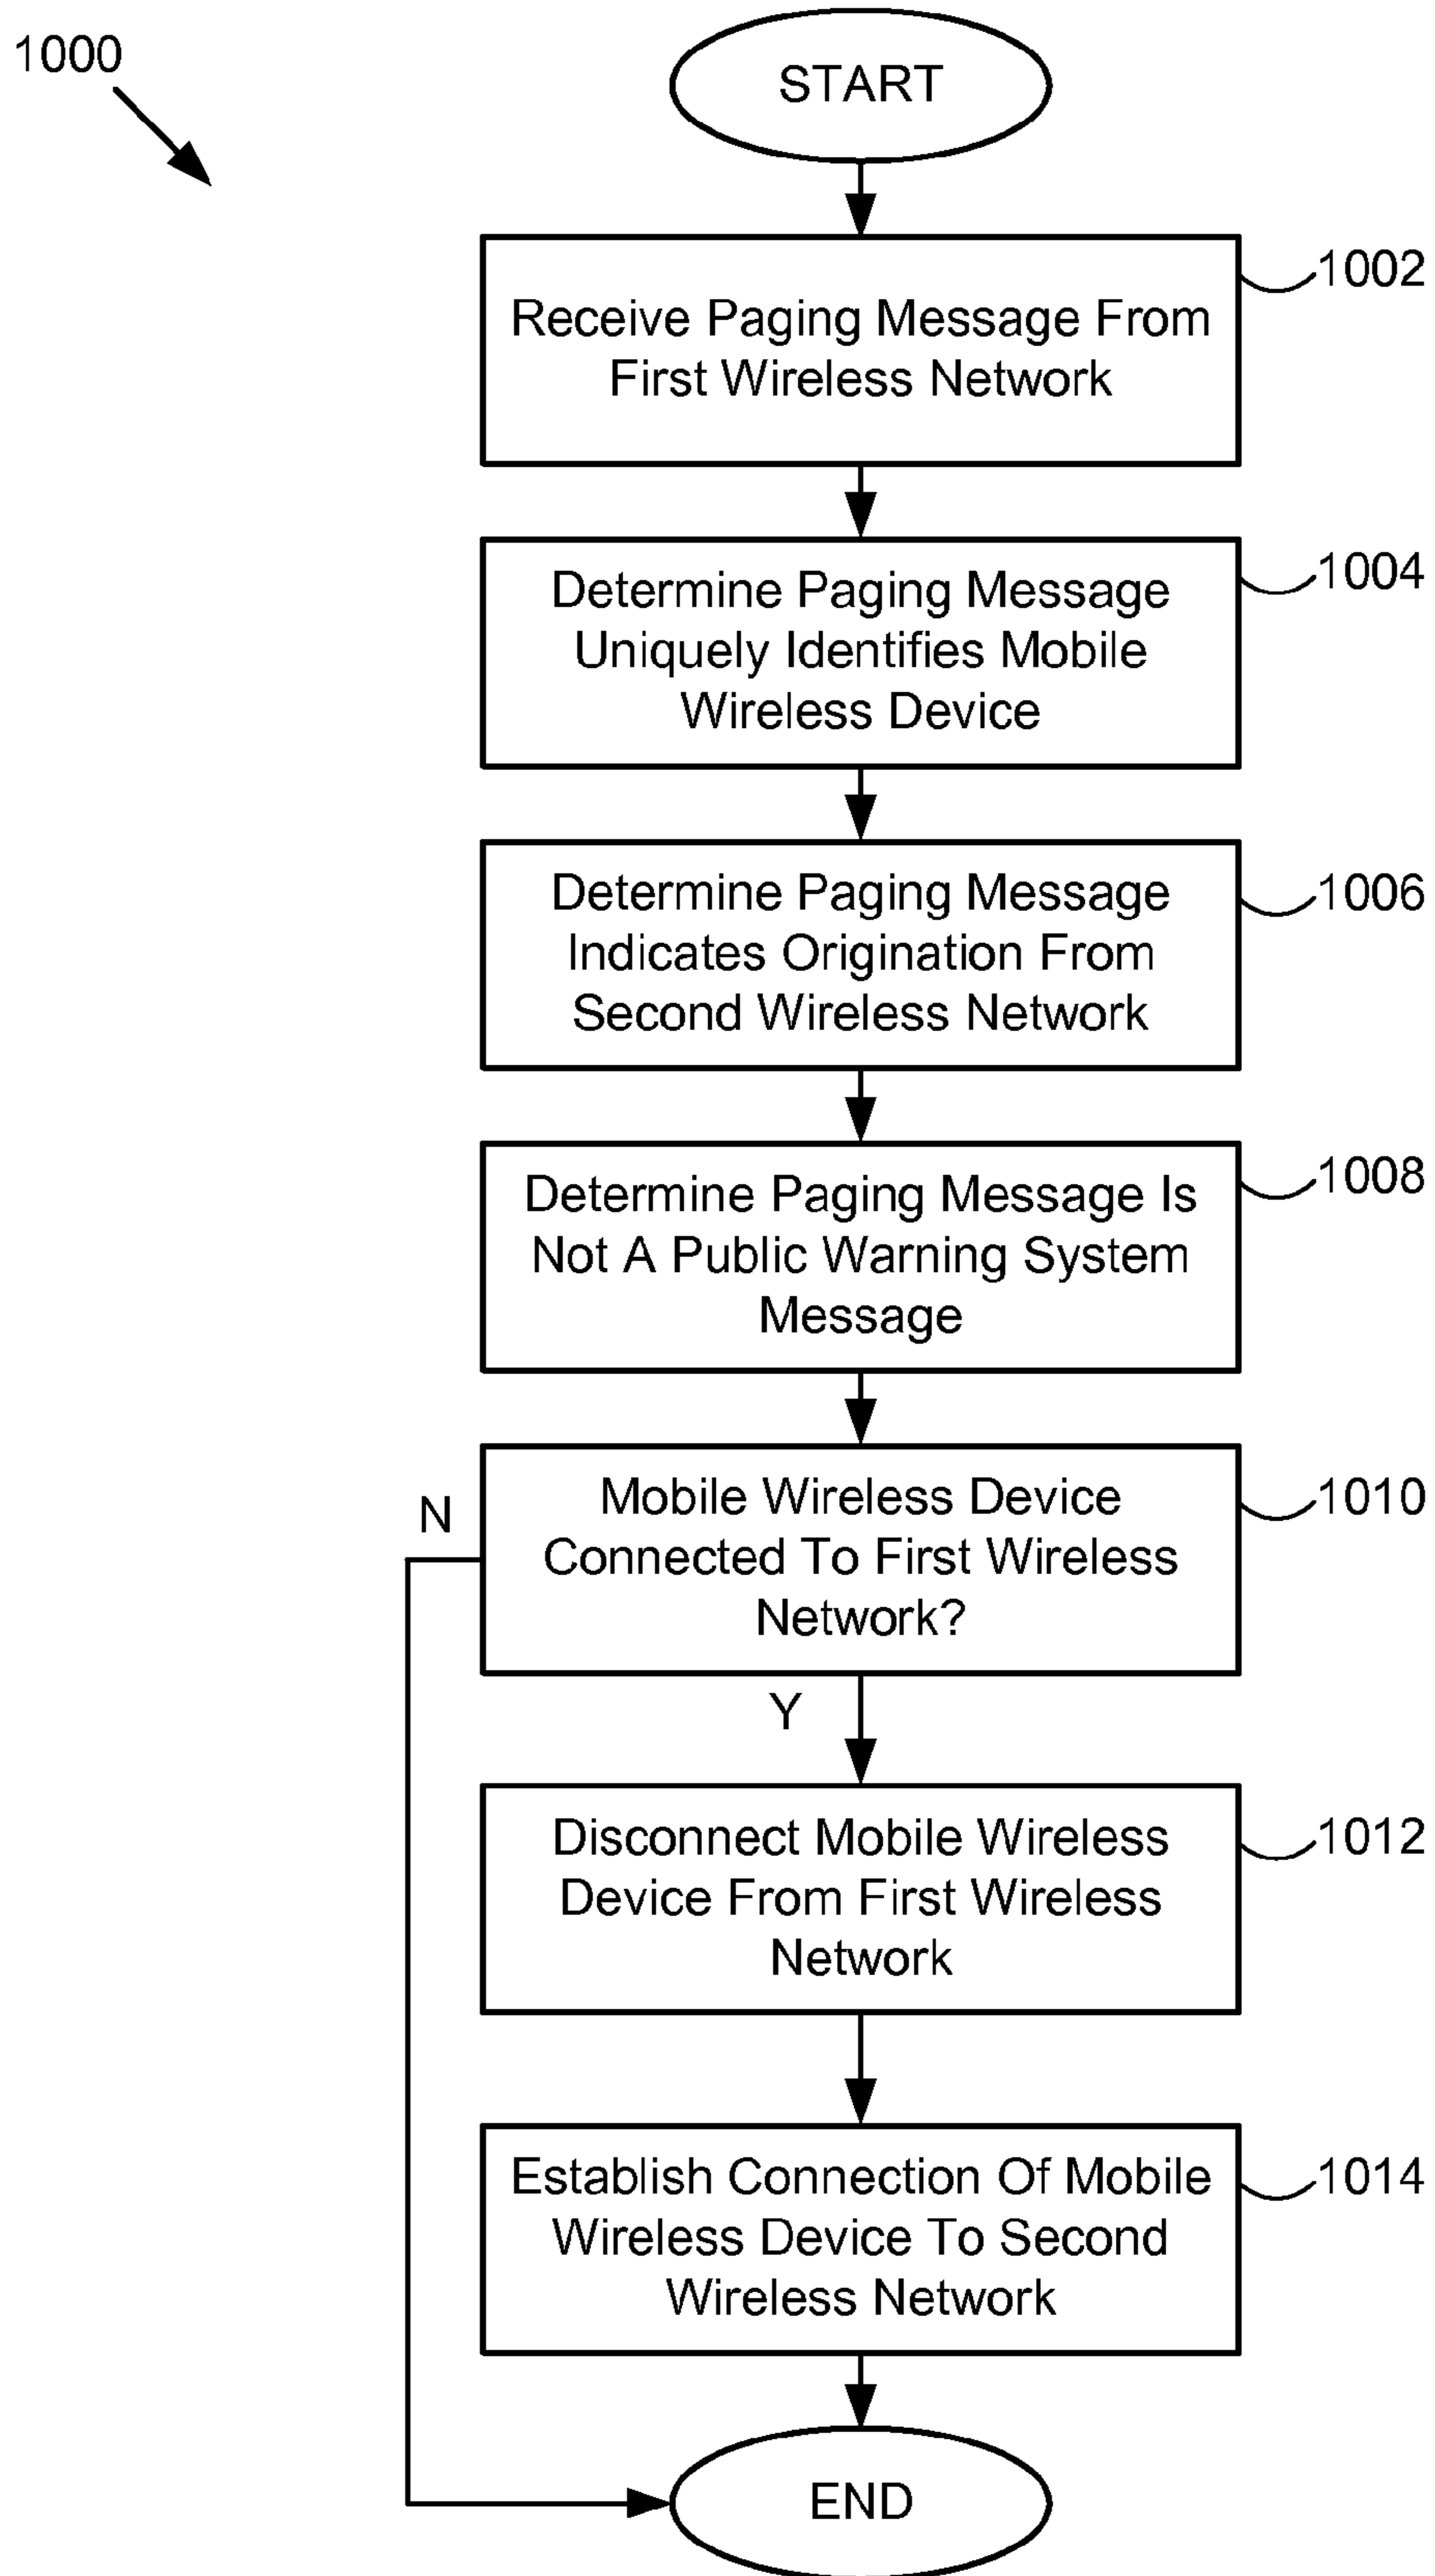 1000
START
Receive Paging Message From
First Wireless Network
1002
Determine Paging Message
Uniquely Identifies Mobile
Wireless Device
1004
Determine Paging Message
Indicates Origination From
Second Wireless Network
1006
Determine Paging Message Is
Not A Public Warning System
Message
1008
Mobile Wireless Device
Connected To First Wireless
Network?
1010
N
Y
Disconnect Mobile Wireless
Device From First Wireless
Network
1012
Establish Connection Of Mobile
Wireless Device To Second
Wireless Network
1014
END